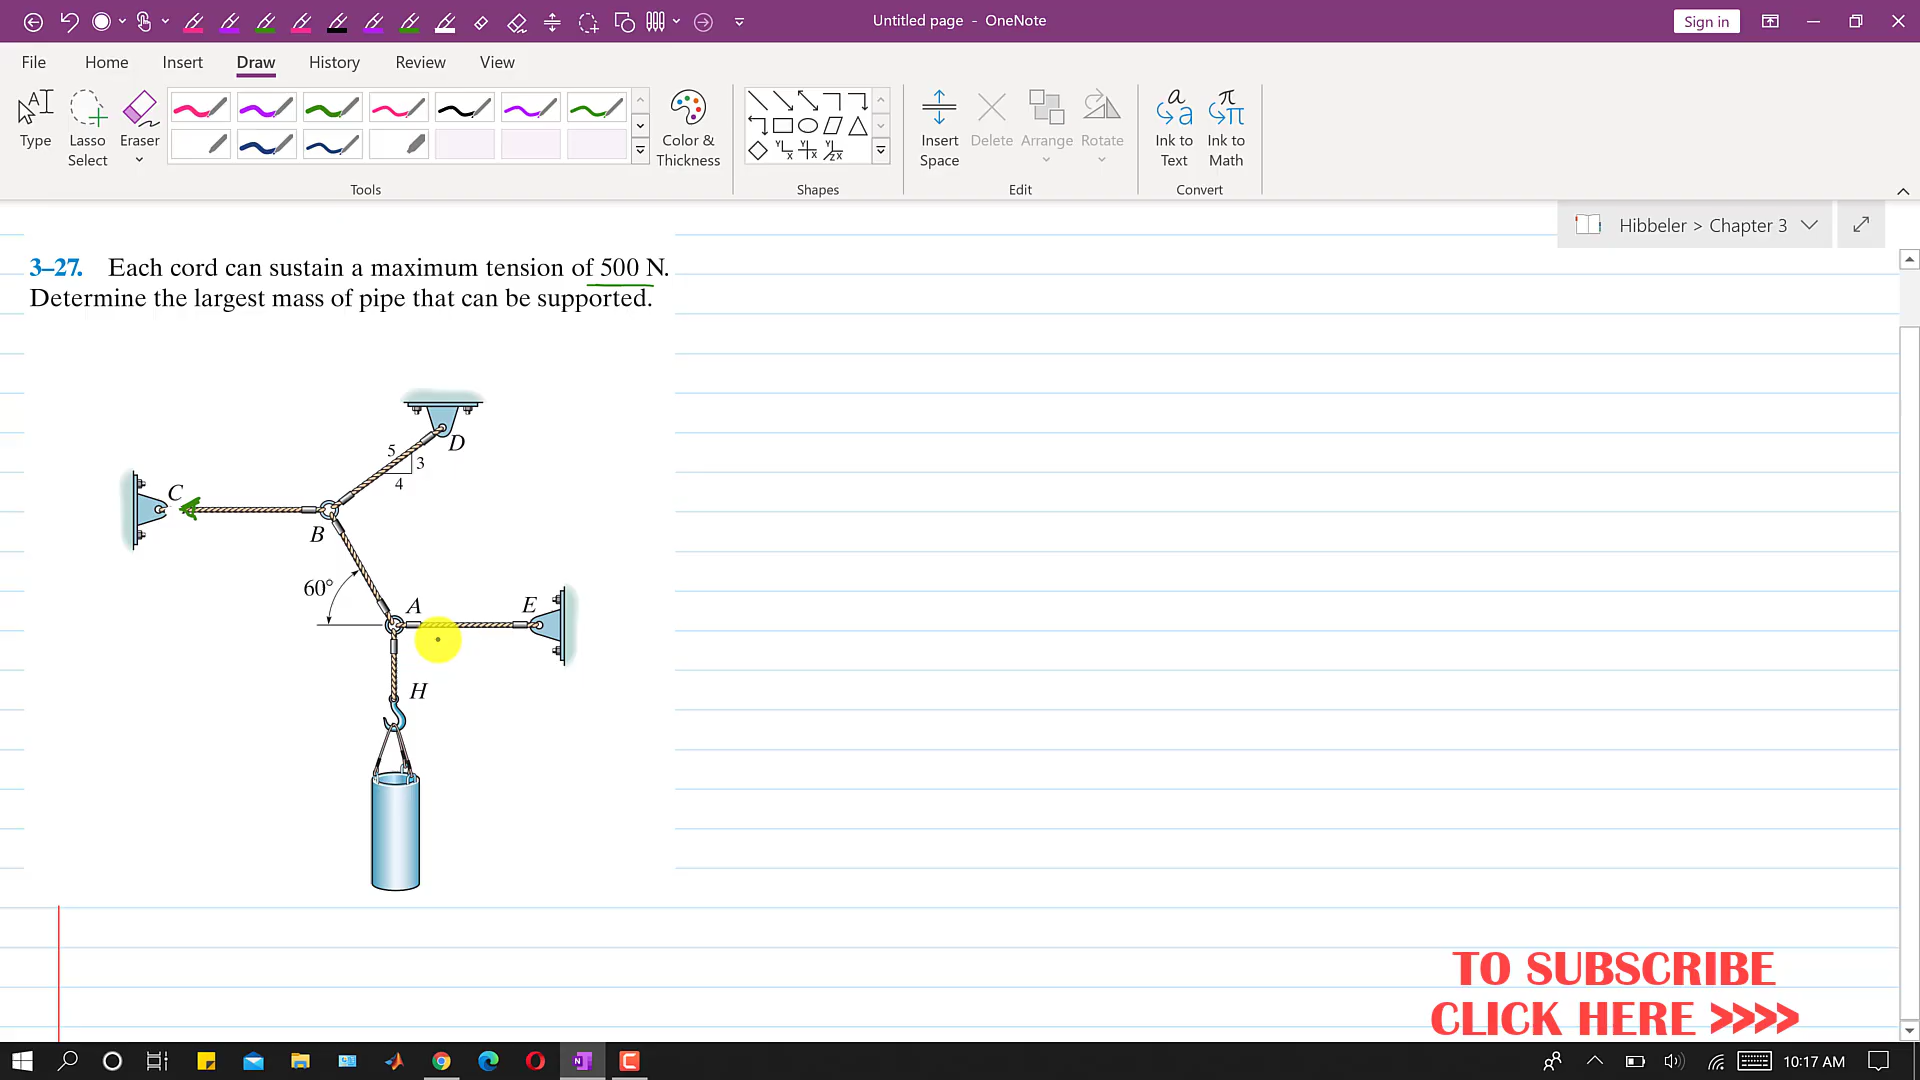 Untitled page - OneNote
Sign in
File
Home
Insert
Draw
History
Review
View
Type
Lasso
Select
Eraser
Color &
Thickness
Insert
Space
Delete
Arrange
Rotate
Ink to
Text
Ink to
Math
Tools
Shapes
Edit
Convert
Hibbeler > Chapter 3
3–27. Each cord can sustain a maximum tension of 500 N.
Determine the largest mass of pipe that can be supported.
D
5
3
4
C
B
60°
A
E
H
TO SUBSCRIBE
CLICK HERE >>>>
10:17 AM